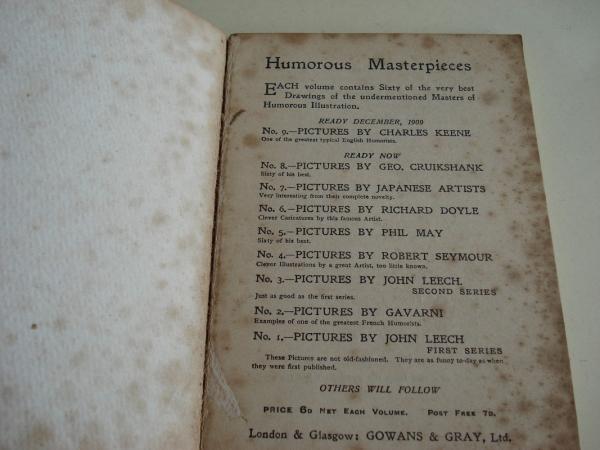 Humorous Masterpieces
EACH volume contains Sixty of the very best
Drawings of the undermentioned Masters of
Humorous Illustration.
READY DECEMBER, 1909
No. 9.—PICTURES BY CHARLES KEENE
One of the greatest typical English Humorists.
READY NOW
No. 8.—PICTURES BY GEO. CRUIKSHANK
Sixty of his best.
No. 7.—PICTURES BY JAPANESE ARTISTS
Very interesting from their complete novelty.
No. 6.—PICTURES BY RICHARD DOYLE
Clever Caricatures by this famous Artist.
No. 5.—PICTURES BY PHIL MAY
Sixty of his best.
No. 4.—PICTURES BY ROBERT SEYMOUR
Clever Illustrations by a great Artist, too little known.
No. 3.—PICTURES BY JOHN LEECH.
SECOND SERIES
Just as good as the first series.
No. 2.—PICTURES BY GAVARNI
Examples of one of the greatest French Humorists.
No. 1.—PICTURES BY JOHN LEECH
FIRST SERIES
These Pictures are not old-fashioned. They are as funny to-day as when
they were first published.
OTHERS WILL FOLLOW
PRICE 6D NET EACH VOLUME. POST FREE 7D.
London & Glasgow: GOWANS & GRAY, Ltd.